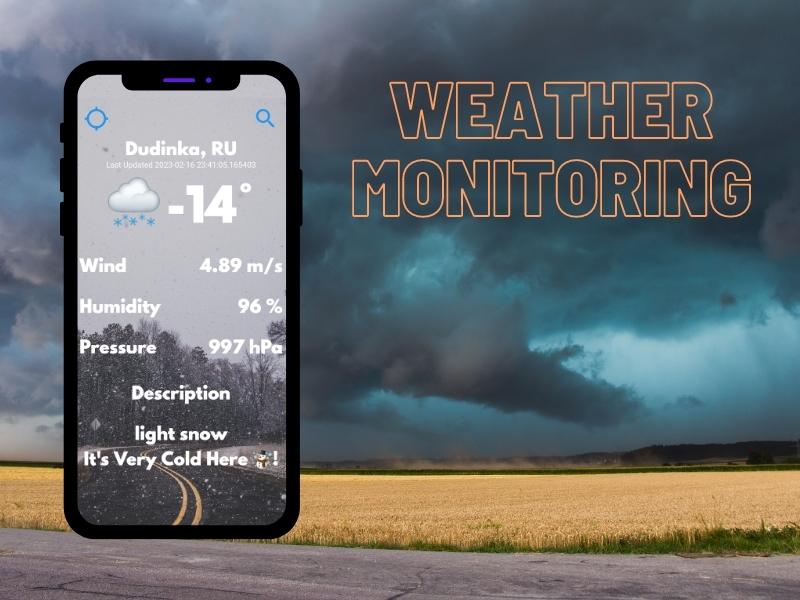 WEATHER
MONITORING
Dudinka, RU
Last Updated 2023-02-16 23:41:05.165403
-14°
Wind 4.89 m/s
Humidity 96 %
Pressure 997 hPa
Description
light snow
It's Very Cold Here ☃️!